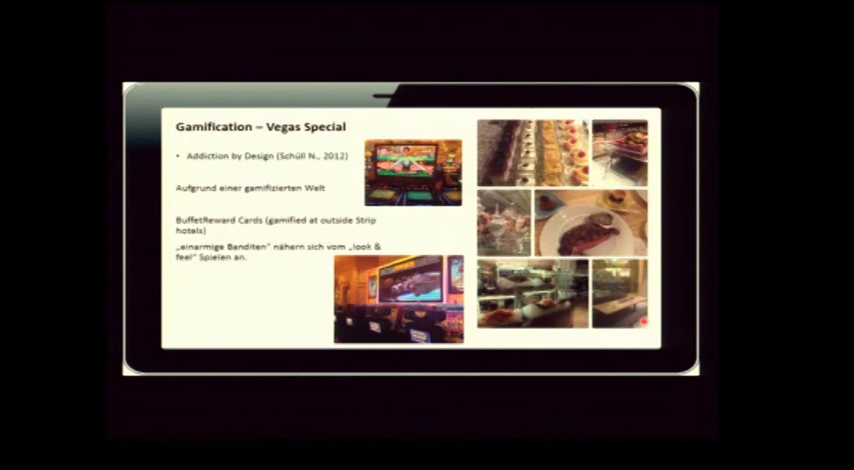 Gamification – Vegas Special
• Addiction by Design (Schüll N., 2012)
Aufgrund einer gamifizierten Welt
BuffetReward Cards (gamified at outside Strip
hotels)
„einarmige Banditen" nähern sich vom „look &
feel" Spielen an.